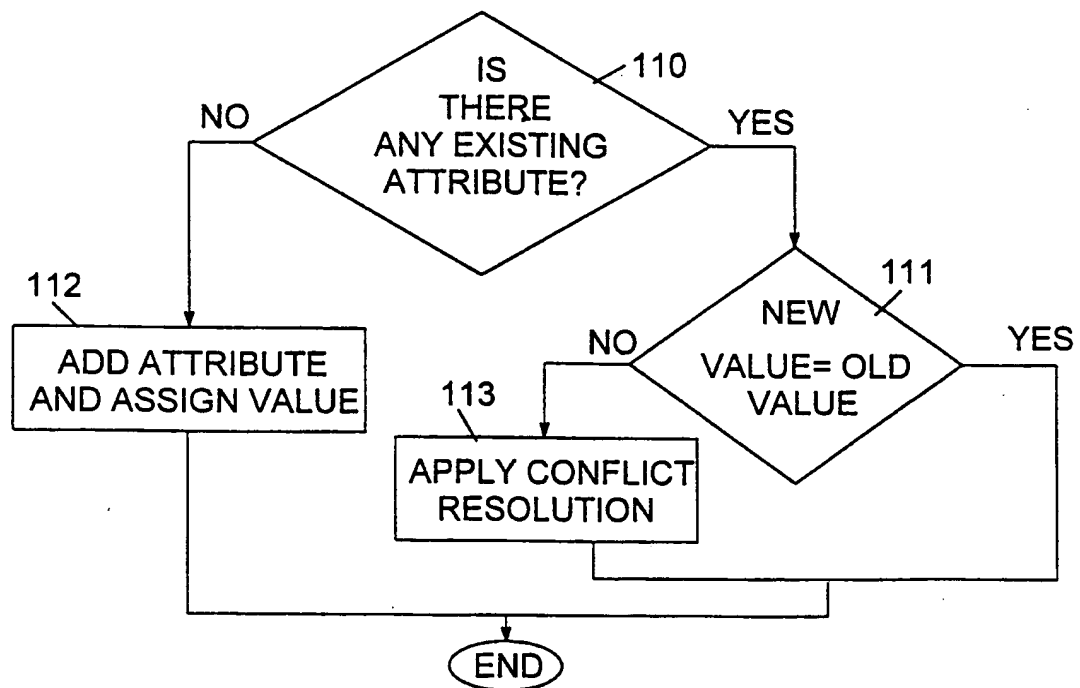 IS
THERE
ANY EXISTING
ATTRIBUTE?
110
NO
YES
112
ADD ATTRIBUTE
AND ASSIGN VALUE
111
NEW
VALUE= OLD
VALUE
NO
YES
113
APPLY CONFLICT
RESOLUTION
END